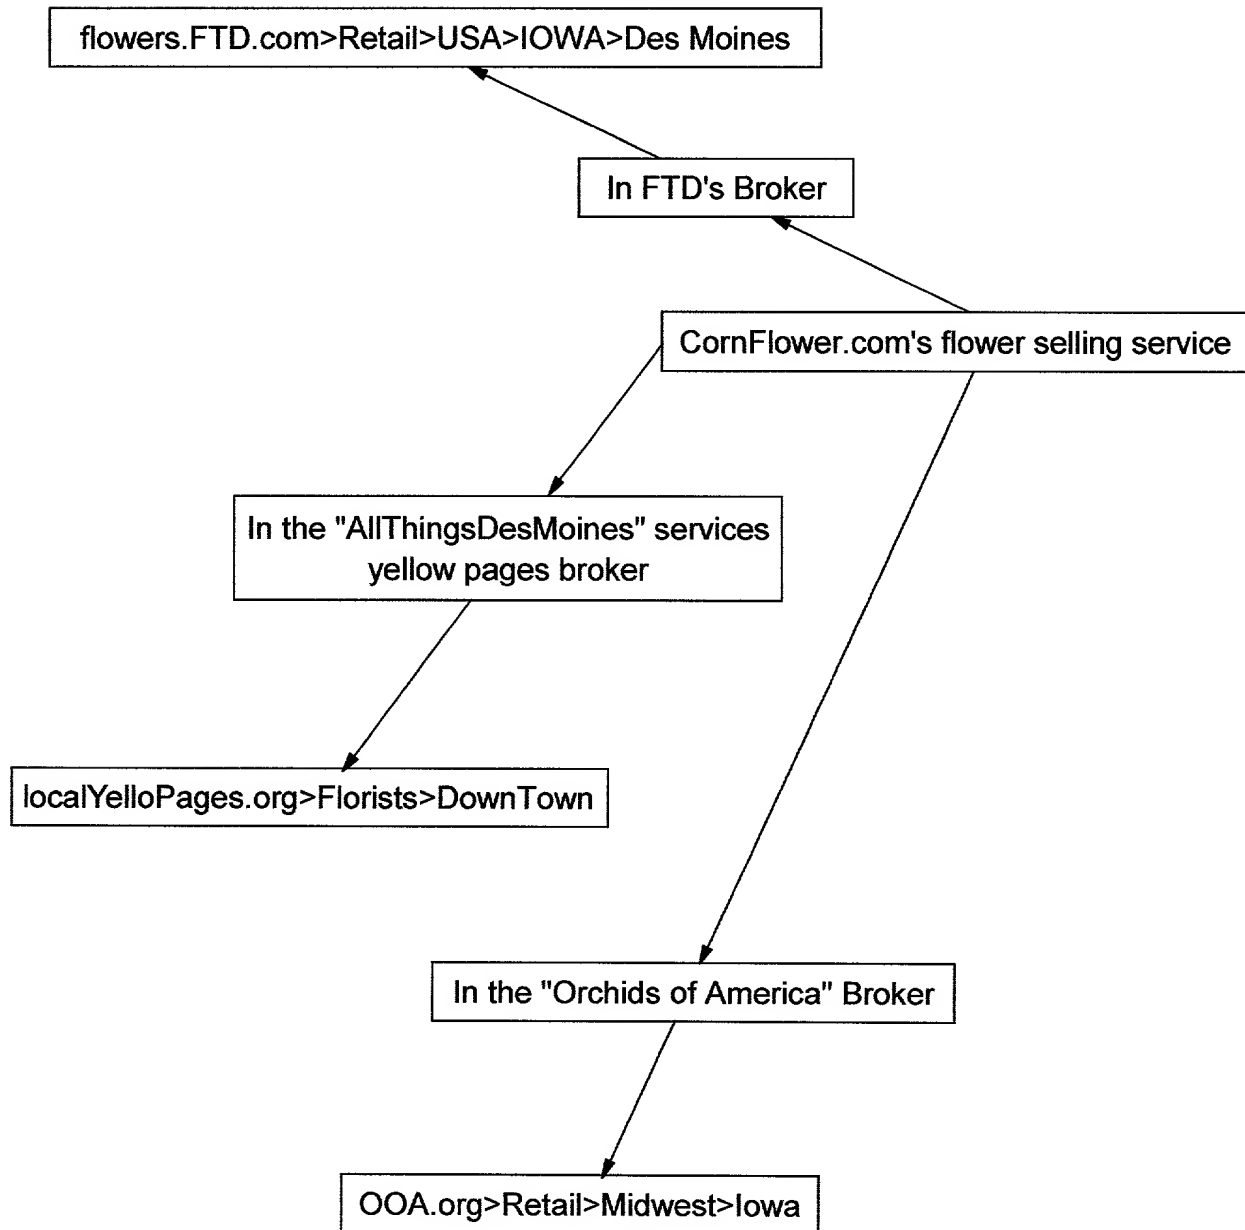 flowers.FTD.com>Retail>USA>IOWA>Des Moines
In FTD's Broker
CornFlower.com's flower selling service
In the "AllThingsDesMoines" services
yellow pages broker
localYelloPages.org>Florists>DownTown
In the "Orchids of America" Broker
OOA.org>Retail>Midwest>Iowa